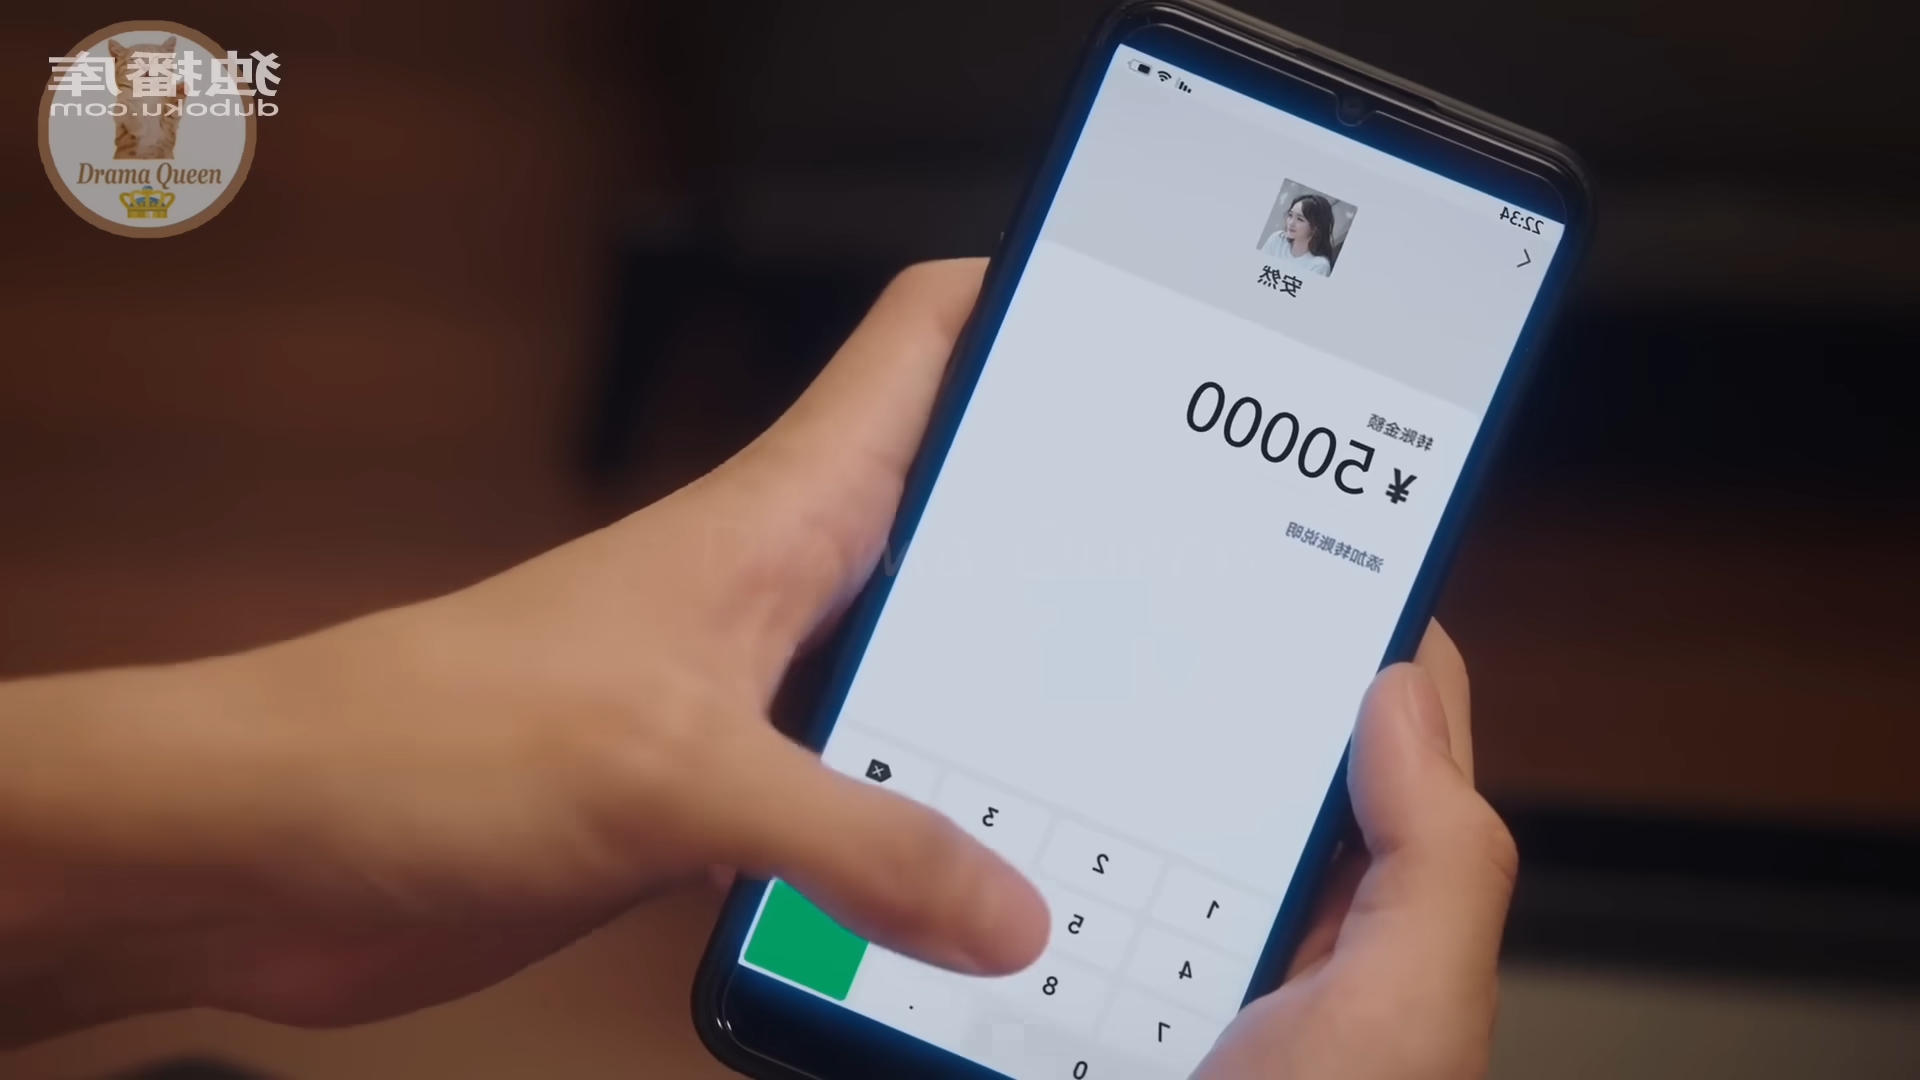 独播库
duboku.com
Drama Queen
22:34
安然
转账金额
¥ 50000
添加转账说明
1 2 3
4 5
7 8
0 .